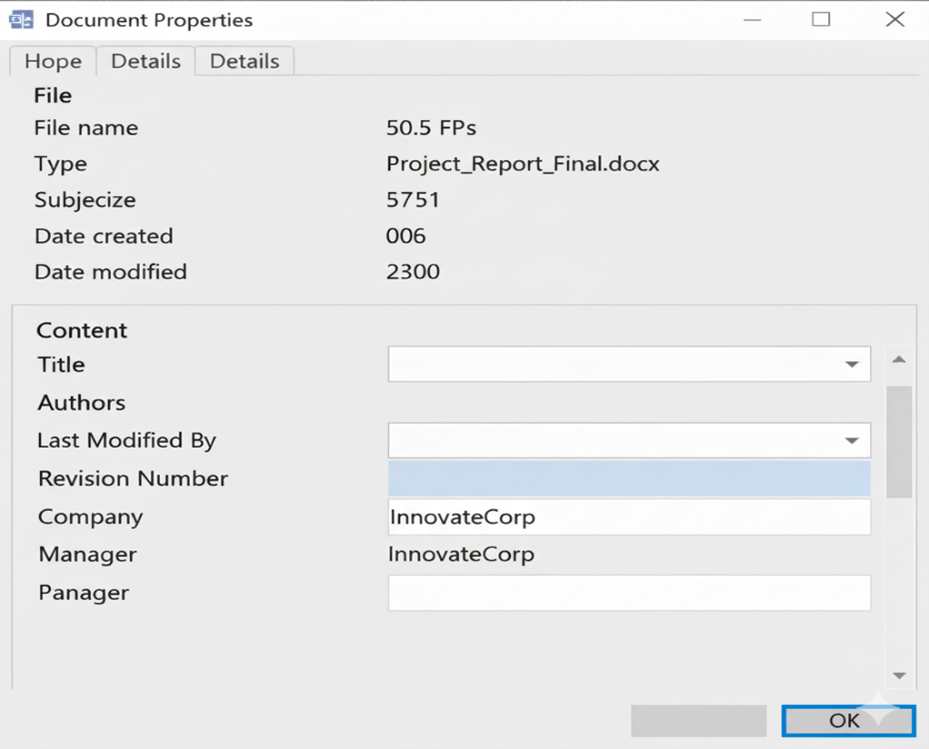 Document Properties
Hope Details Details
File
File name 50.5 FPs
Type Project_Report_Final.docx
Subjecize 5751
Date created 006
Date modified 2300
Content
Title
Authors
Last Modified By
Revision Number
Company InnovateCorp
Manager InnovateCorp
Panager
OK